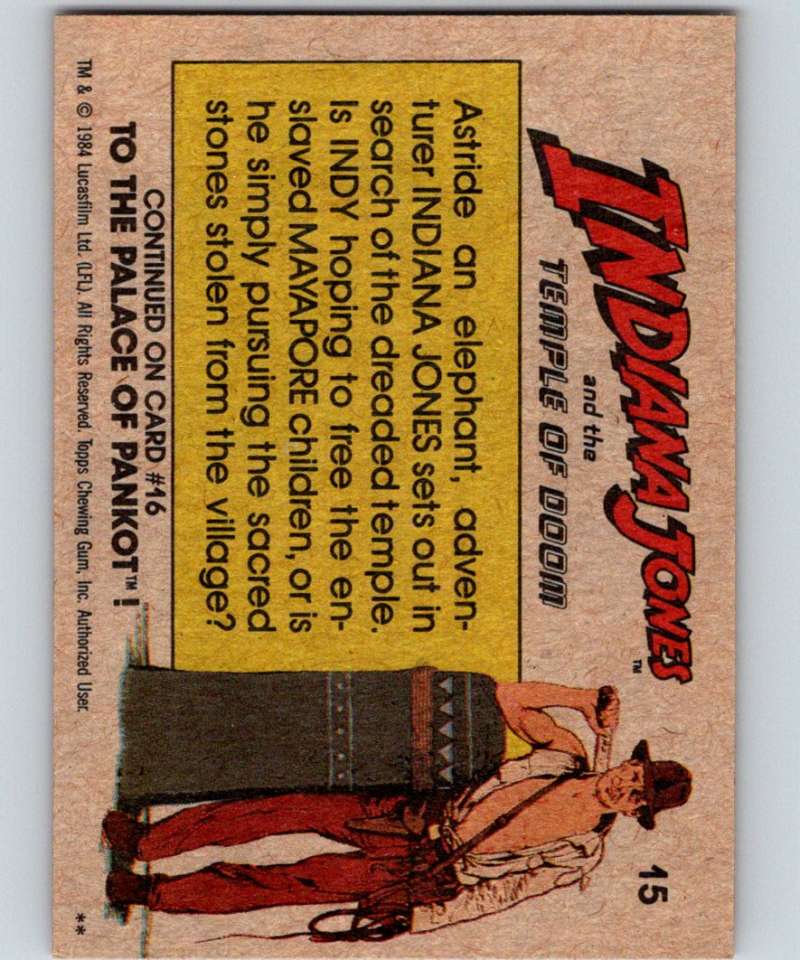 INDIANA JONES™
and the
TEMPLE OF DOOM
15
Astride an elephant, adven-
turer INDIANA JONES sets out in
search of the dreaded temple.
Is INDY hoping to free the en-
slaved MAYAPORE children, or is
he simply pursuing the sacred
stones stolen from the village?
CONTINUED ON CARD #16
TO THE PALACE OF PANKOT™!
TM & © 1984 Lucasfilm Ltd. (LFL). All Rights Reserved. Topps Chewing Gum, Inc. Authorized User. **